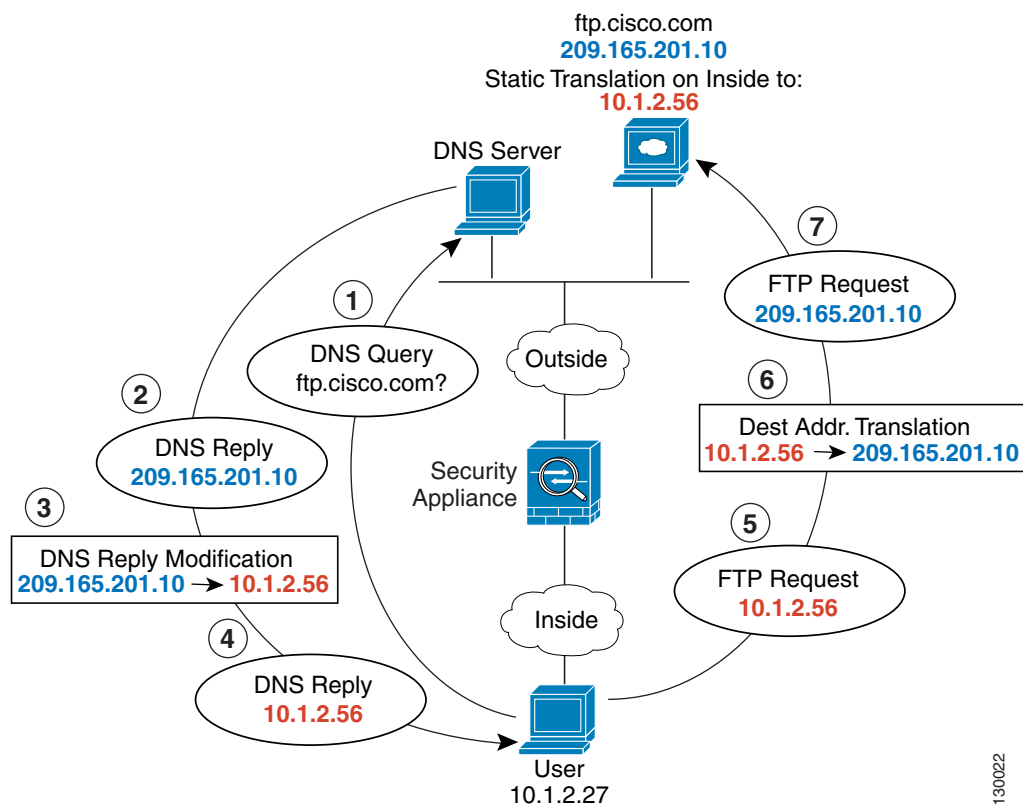 ftp.cisco.com
209.165.201.10
Static Translation on Inside to:
10.1.2.56
DNS Server
7
FTP Request
209.165.201.10
1
DNS Query
ftp.cisco.com?
Outside
6
Dest Addr. Translation
10.1.2.56 → 209.165.201.10
2
DNS Reply
209.165.201.10
Security
Appliance
3
DNS Reply Modification
209.165.201.10 → 10.1.2.56
5
FTP Request
10.1.2.56
Inside
4
DNS Reply
10.1.2.56
User
10.1.2.27
130022